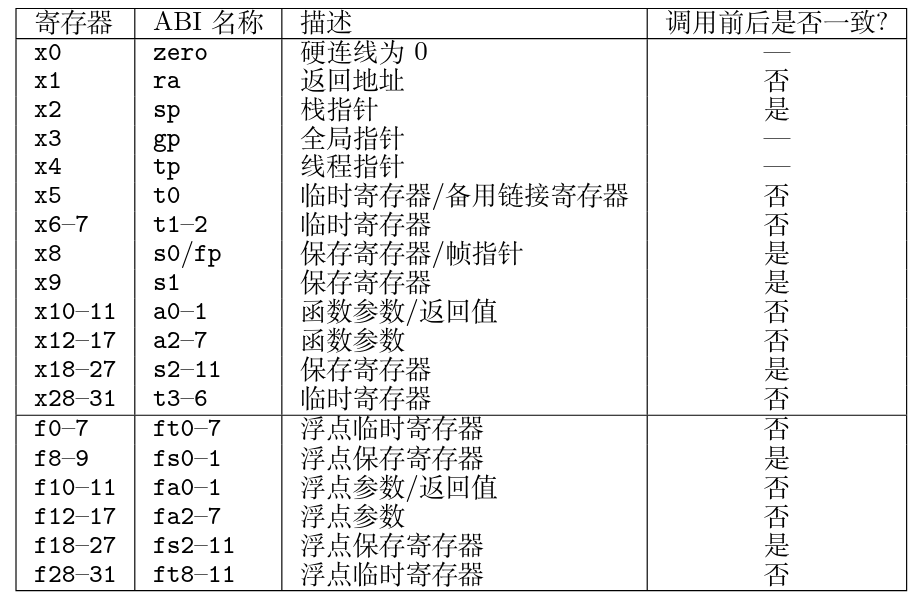 寄存器 ABI 名称 描述 调用前后是否一致?
x0 zero 硬连线为 0 —
x1 ra 返回地址 否
x2 sp 栈指针 是
x3 gp 全局指针 —
x4 tp 线程指针 —
x5 t0 临时寄存器/备用链接寄存器 否
x6–7 t1–2 临时寄存器 否
x8 s0/fp 保存寄存器/帧指针 是
x9 s1 保存寄存器 是
x10–11 a0–1 函数参数/返回值 否
x12–17 a2–7 函数参数 否
x18–27 s2–11 保存寄存器 是
x28–31 t3–6 临时寄存器 否
f0–7 ft0–7 浮点临时寄存器 否
f8–9 fs0–1 浮点保存寄存器 是
f10–11 fa0–1 浮点参数/返回值 否
f12–17 fa2–7 浮点参数 否
f18–27 fs2–11 浮点保存寄存器 是
f28–31 ft8–11 浮点临时寄存器 否